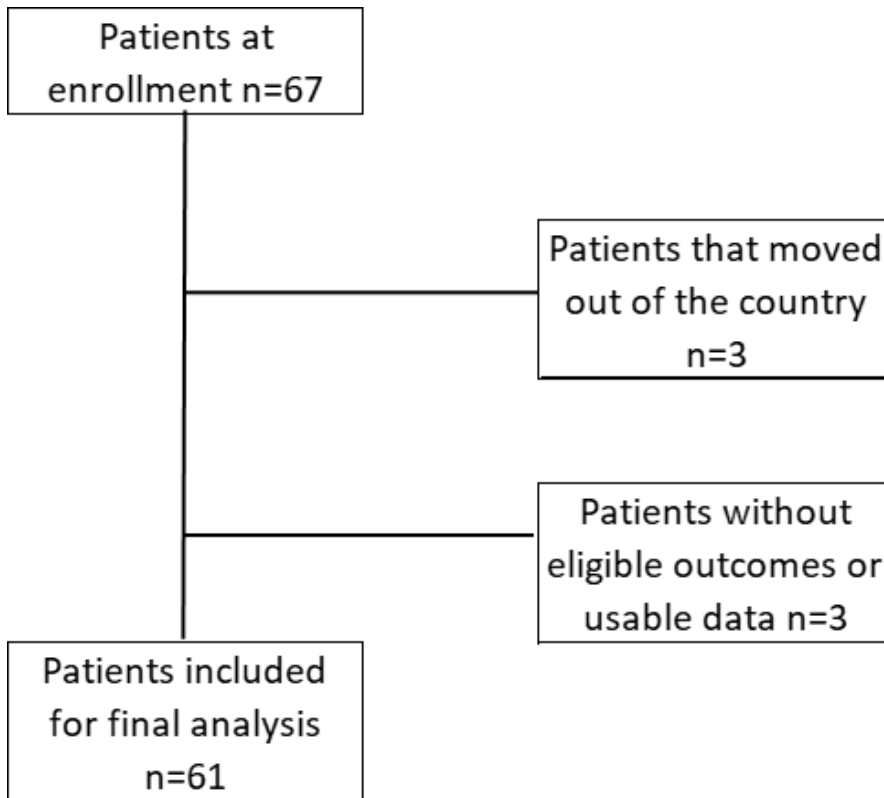 Patients at
enrollment n=67
Patients that moved
out of the country
n=3
Patients without
eligible outcomes or
usable data n=3
Patients included
for final analysis
n=61